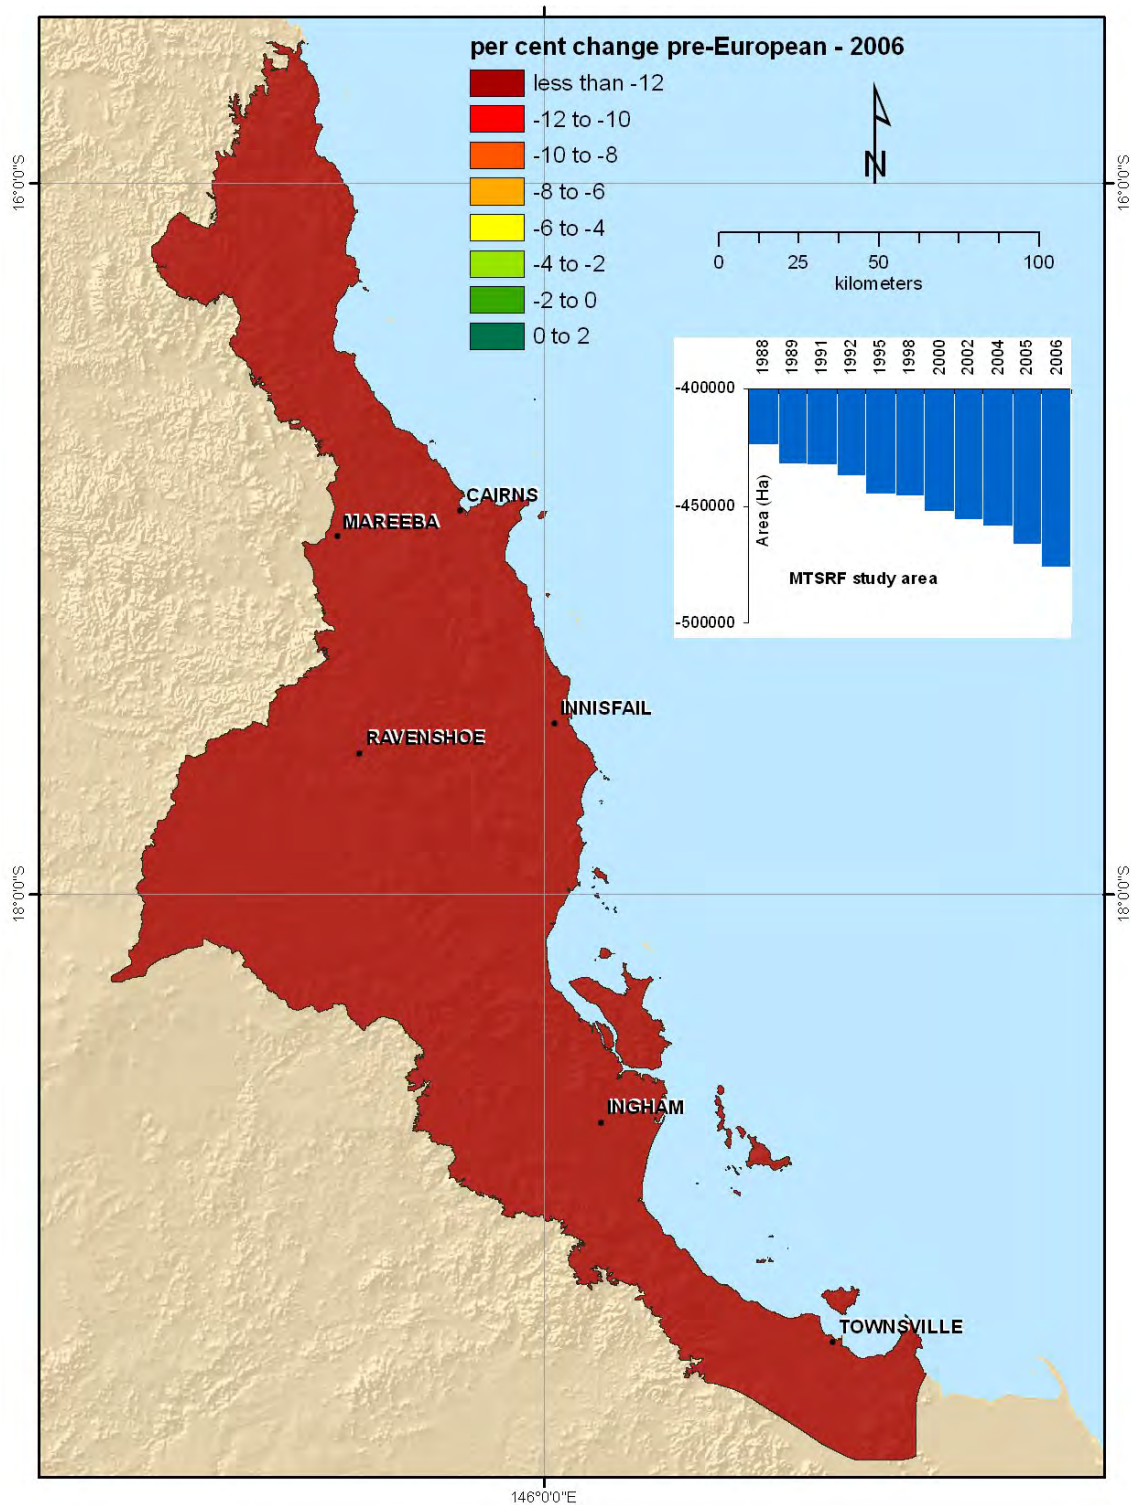 per cent change pre-European - 2006
less than -12
-12 to -10
-10 to -8
-8 to -6
-6 to -4
-4 to -2
-2 to 0
0 to 2
N
0 25 50 100
kilometers
16°0'0"S
16°0'0"S
1988 1989 1991 1992 1995 1998 2000 2002 2004 2005 2006
-400000
-450000
-500000
Area (Ha)
MTSRF study area
CAIRNS
MAREEBA
INNISFAIL
RAVENSHOE
18°0'0"S
18°0'0"S
INGHAM
TOWNSVILLE
146°0'0"E